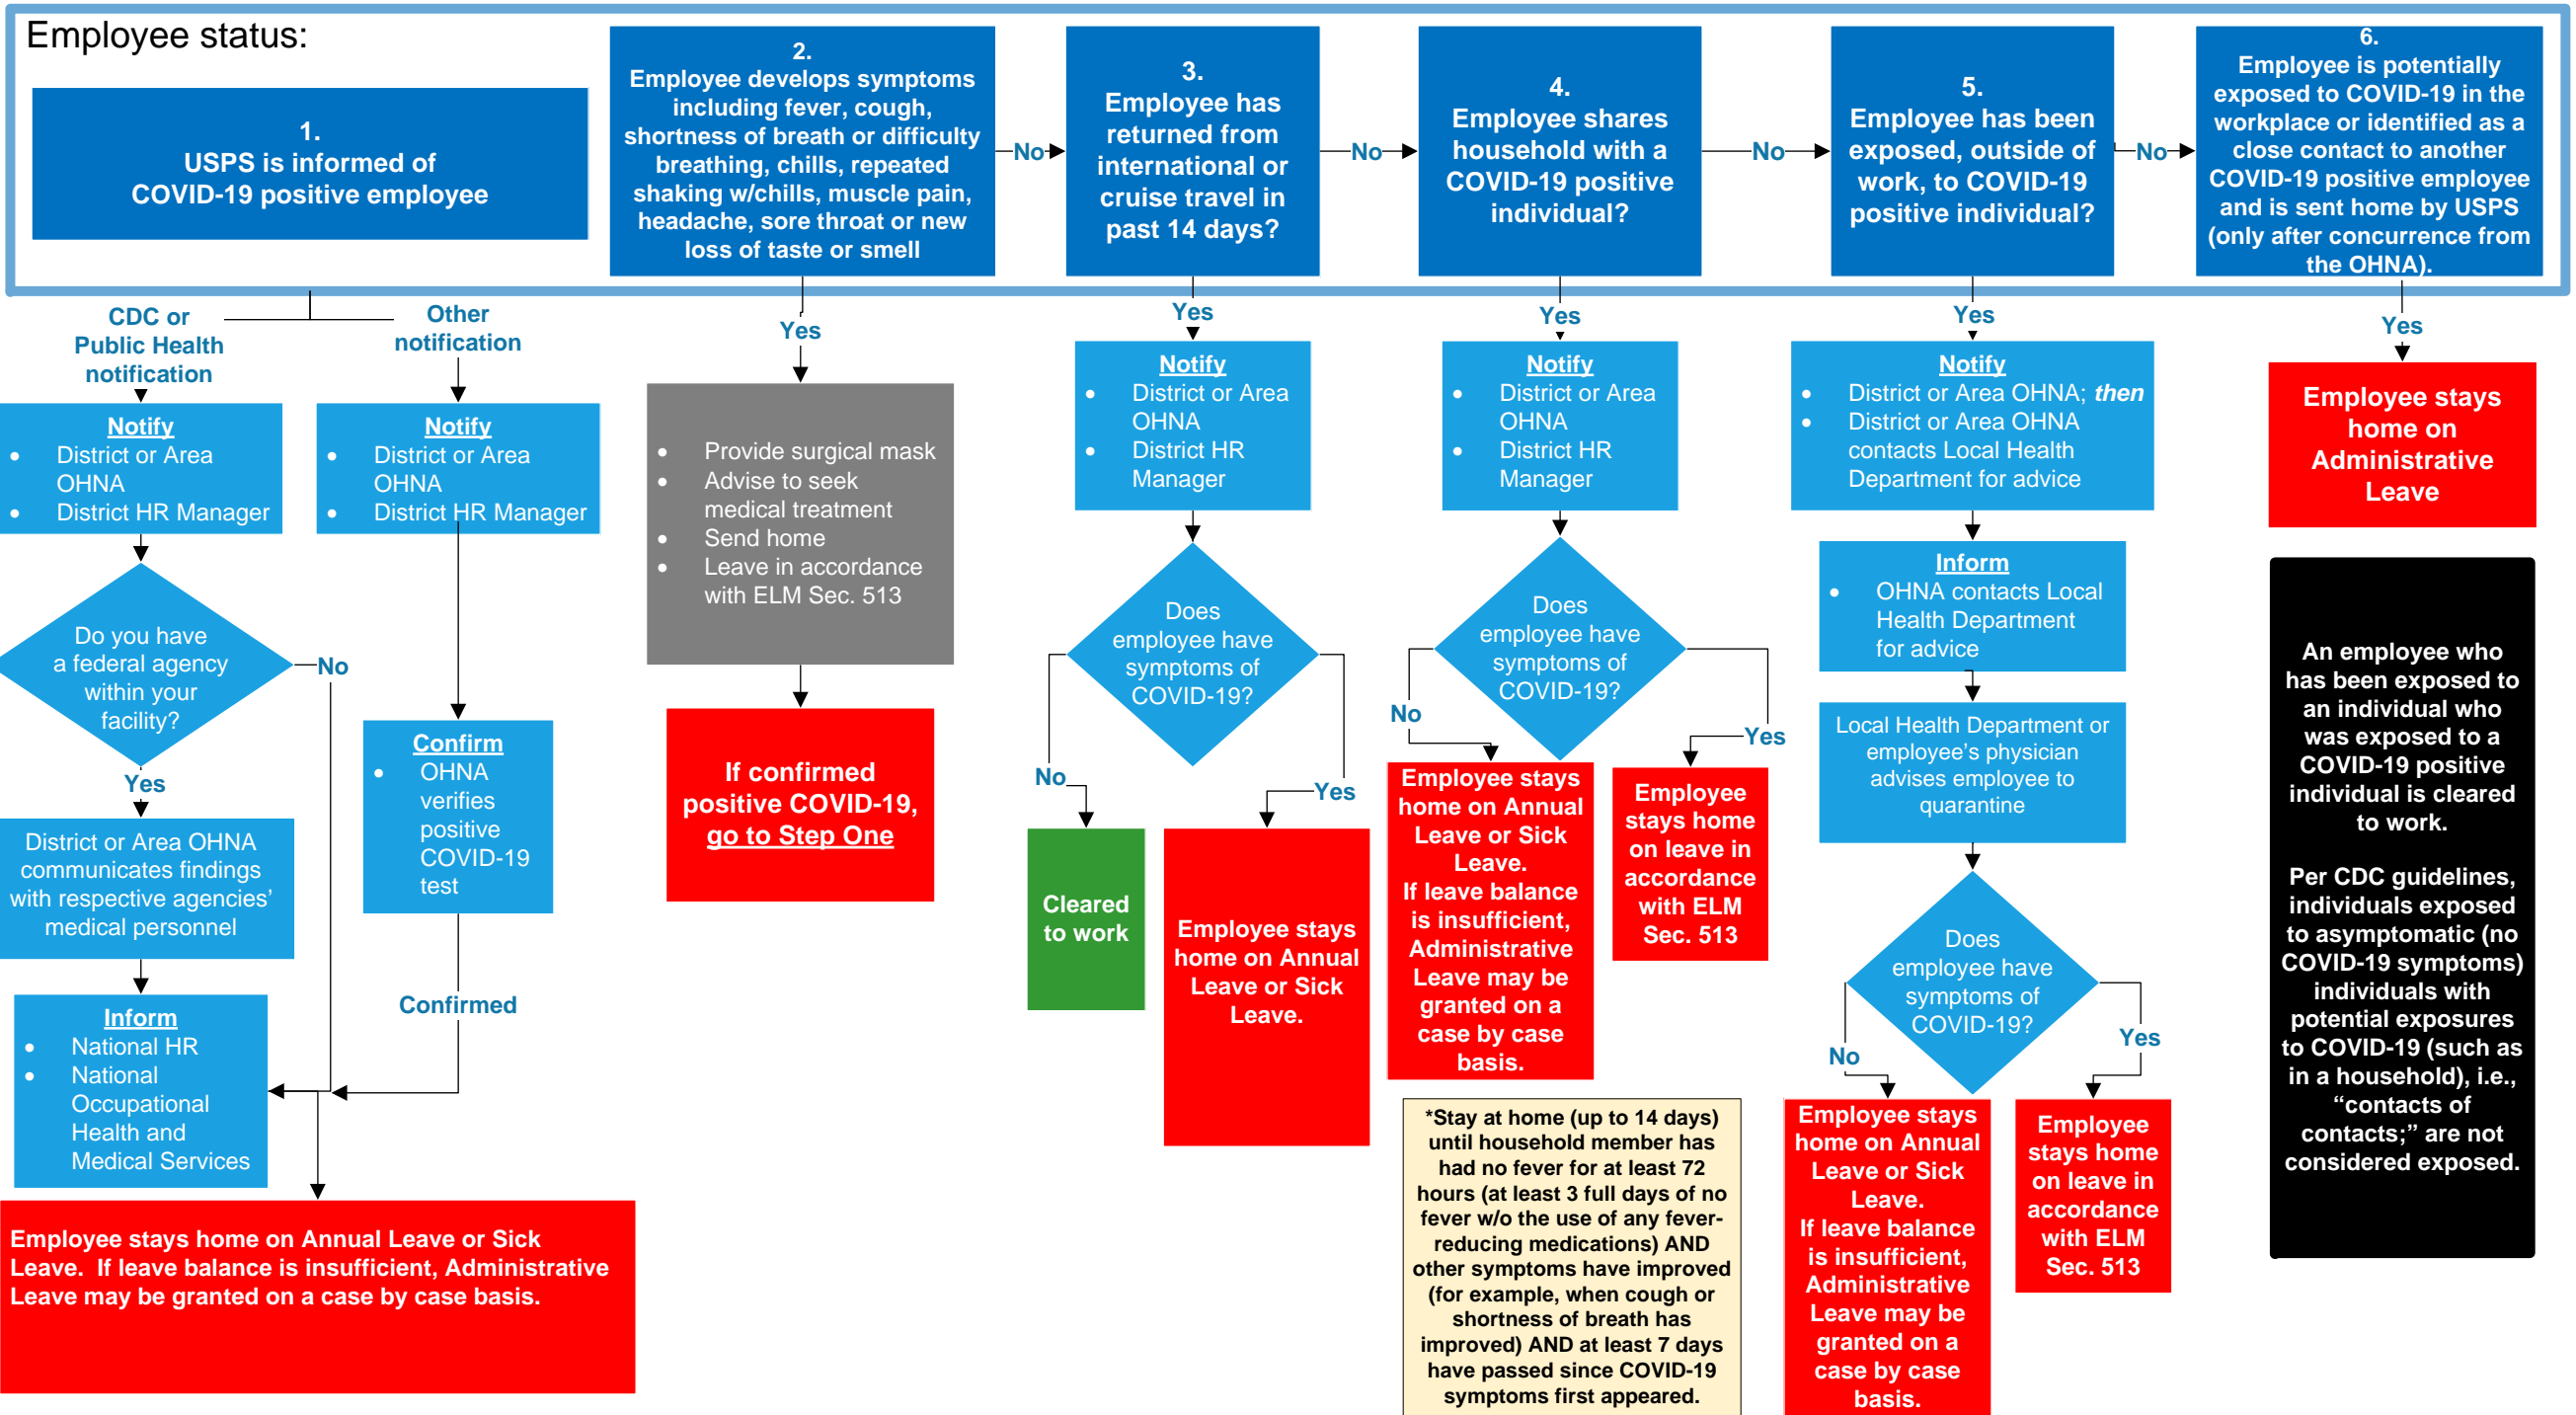 Employee status:
1.
USPS is informed of
COVID-19 positive employee
2.
Employee develops symptoms
including fever, cough,
shortness of breath or difficulty
breathing, chills, repeated
shaking w/chills, muscle pain,
headache, sore throat or new
loss of taste or smell
No
3.
Employee has
returned from
international or
cruise travel in
past 14 days?
No
4.
Employee shares
household with a
COVID-19 positive
individual?
No
5.
Employee has been
exposed, outside of
work, to COVID-19
positive individual?
No
6.
Employee is potentially
exposed to COVID-19 in the
workplace or identified as a
close contact to another
COVID-19 positive employee
and is sent home by USPS
(only after concurrence from
the OHNA).
CDC or
Public Health
notification
Notify
• District or Area
OHNA
• District HR Manager
Do you have
a federal agency
within your
facility?
No
Yes
District or Area OHNA
communicates findings
with respective agencies’
medical personnel
Inform
• National HR
• National
Occupational
Health and
Medical Services
Other
notification
Notify
• District or Area
OHNA
• District HR Manager
Confirm
• OHNA
verifies
positive
COVID-19
test
Confirmed
Employee stays home on Annual Leave or Sick
Leave. If leave balance is insufficient, Administrative
Leave may be granted on a case by case basis.
Yes
• Provide surgical mask
• Advise to seek
medical treatment
• Send home
• Leave in accordance
with ELM Sec. 513
If confirmed
positive COVID-19,
go to Step One
Yes
Notify
• District or Area
OHNA
• District HR
Manager
Does
employee have
symptoms of
COVID-19?
No
Yes
Cleared
to work
Employee stays
home on Annual
Leave or Sick
Leave.
Yes
Notify
• District or Area
OHNA
• District HR
Manager
Does
employee have
symptoms of
COVID-19?
No
Yes
Employee stays
home on Annual
Leave or Sick
Leave.
If leave balance
is insufficient,
Administrative
Leave may be
granted on a
case by case
basis.
Employee
stays home
on leave in
accordance
with ELM
Sec. 513
*Stay at home (up to 14 days)
until household member has
had no fever for at least 72
hours (at least 3 full days of no
fever w/o the use of any fever-
reducing medications) AND
other symptoms have improved
(for example, when cough or
shortness of breath has
improved) AND at least 7 days
have passed since COVID-19
symptoms first appeared.
Yes
Notify
• District or Area OHNA; then
• District or Area OHNA
contacts Local Health
Department for advice
Inform
• OHNA contacts Local
Health Department
for advice
Local Health Department or
employee’s physician
advises employee to
quarantine
Does
employee have
symptoms of
COVID-19?
No
Yes
Employee stays
home on Annual
Leave or Sick
Leave.
If leave balance
is insufficient,
Administrative
Leave may be
granted on a
case by case
basis.
Employee
stays home
on leave in
accordance
with ELM
Sec. 513
Yes
Employee stays
home on
Administrative
Leave
An employee who
has been exposed to
an individual who
was exposed to a
COVID-19 positive
individual is cleared
to work.
Per CDC guidelines,
individuals exposed
to asymptomatic (no
COVID-19 symptoms)
individuals with
potential exposures
to COVID-19 (such as
in a household), i.e.,
“contacts of
contacts;” are not
considered exposed.